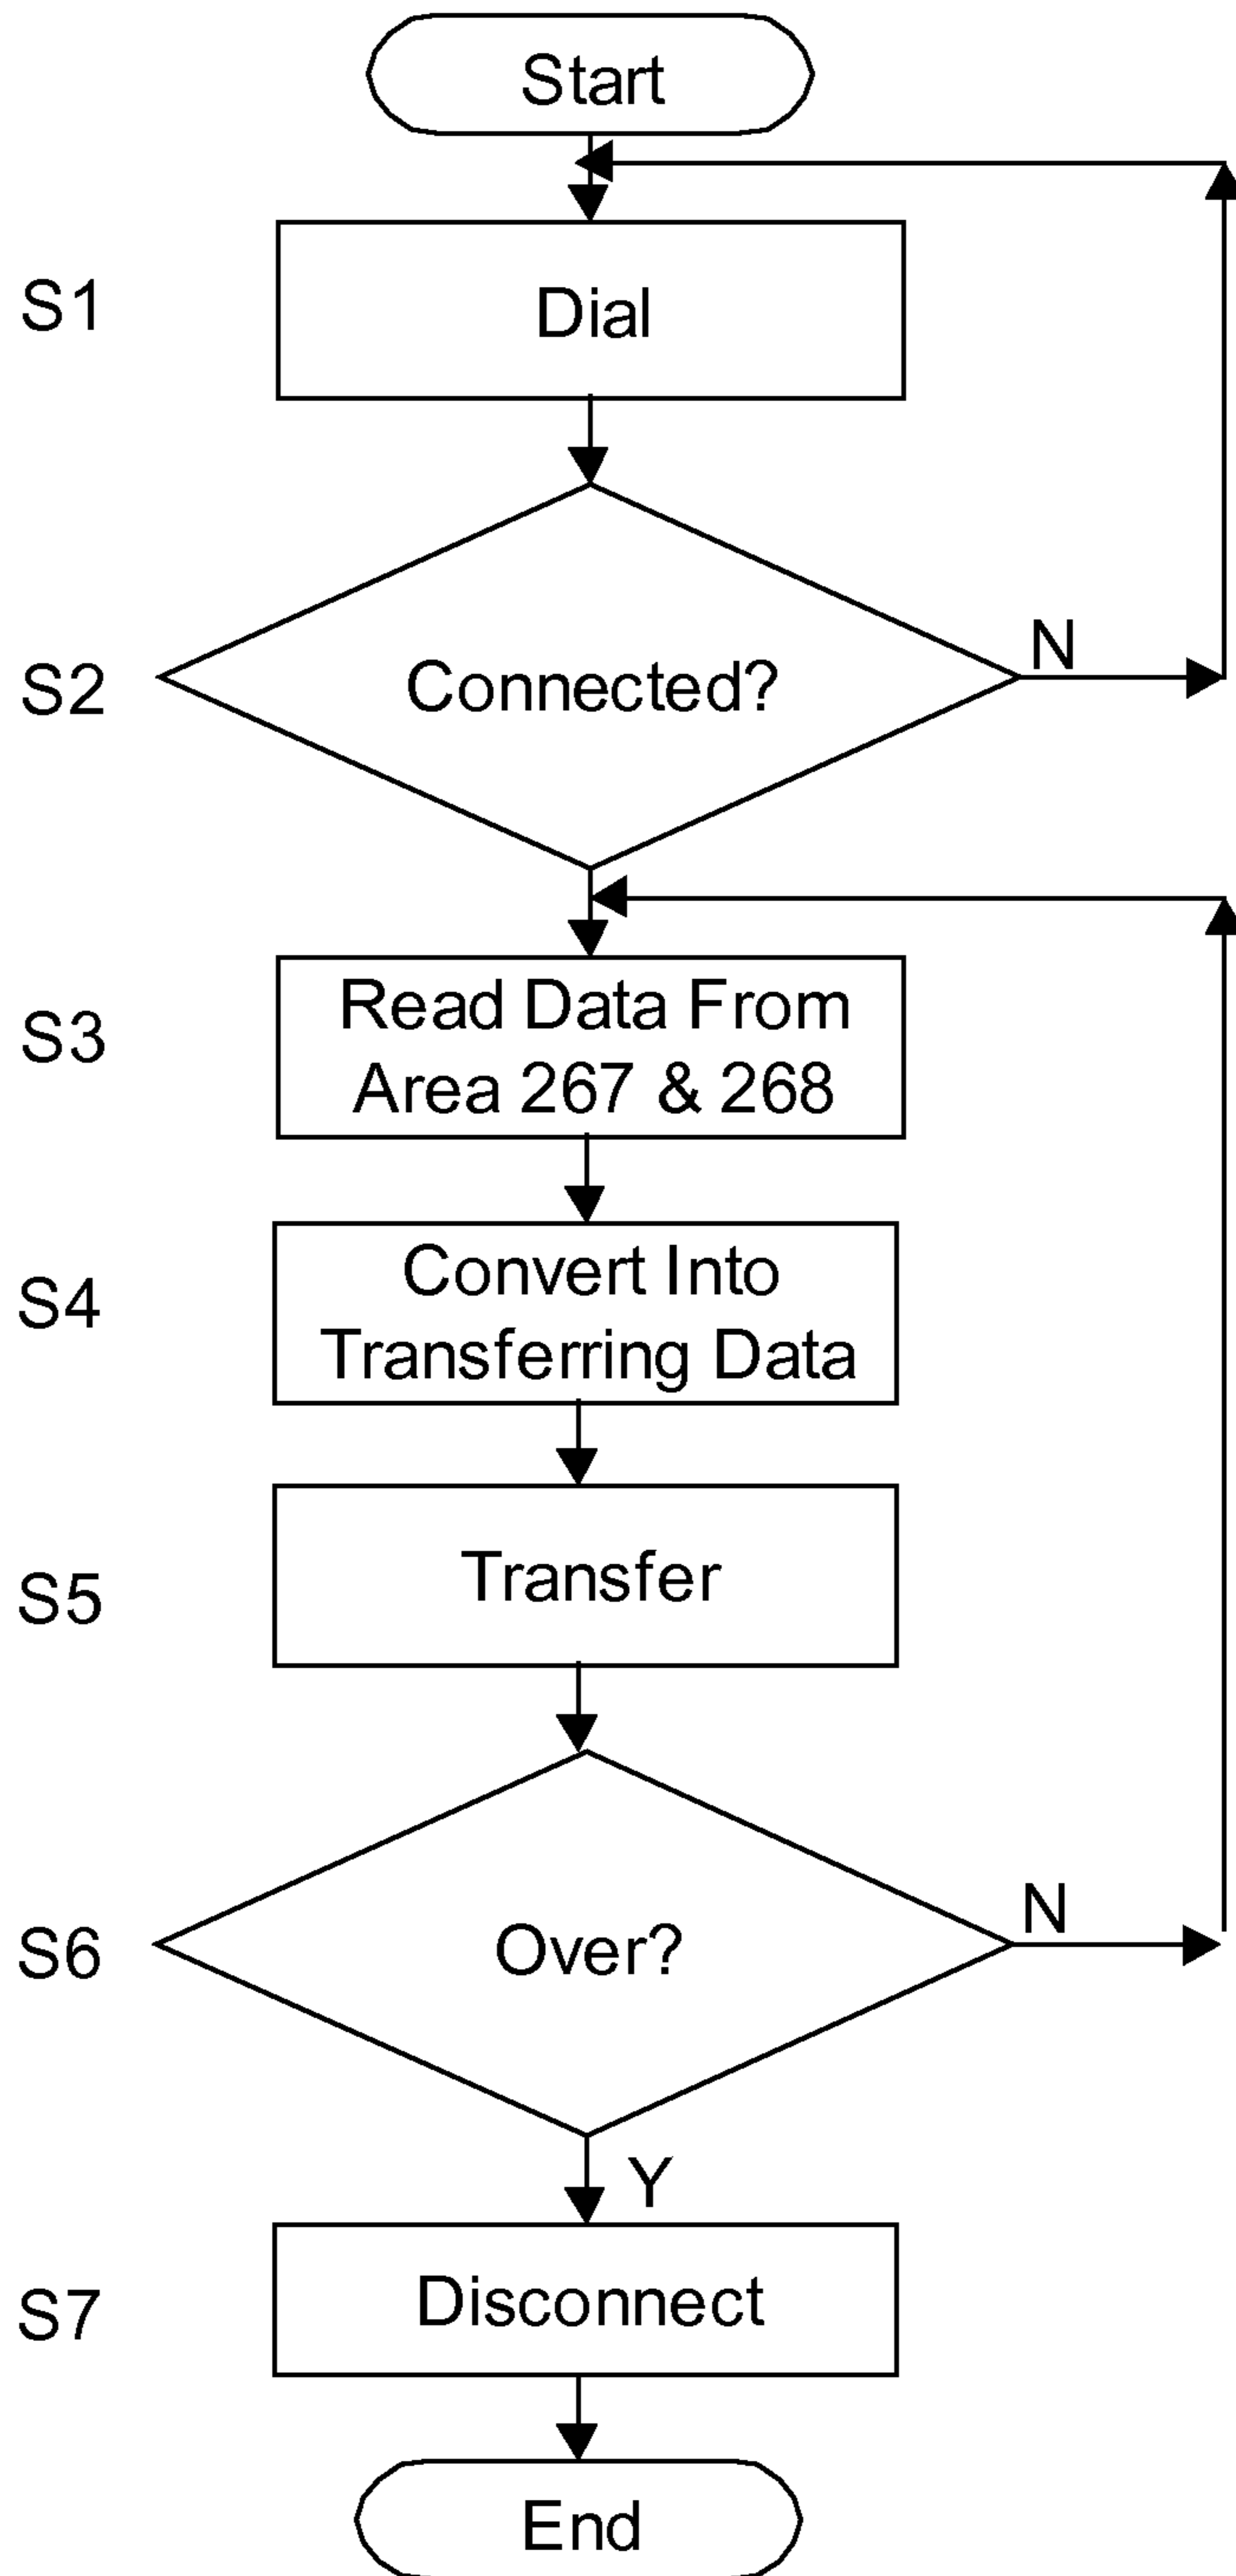 Start
S1
Dial
S2
Connected?
N
S3
Read Data From
Area 267 & 268
S4
Convert Into
Transferring Data
S5
Transfer
S6
Over?
N
Y
S7
Disconnect
End